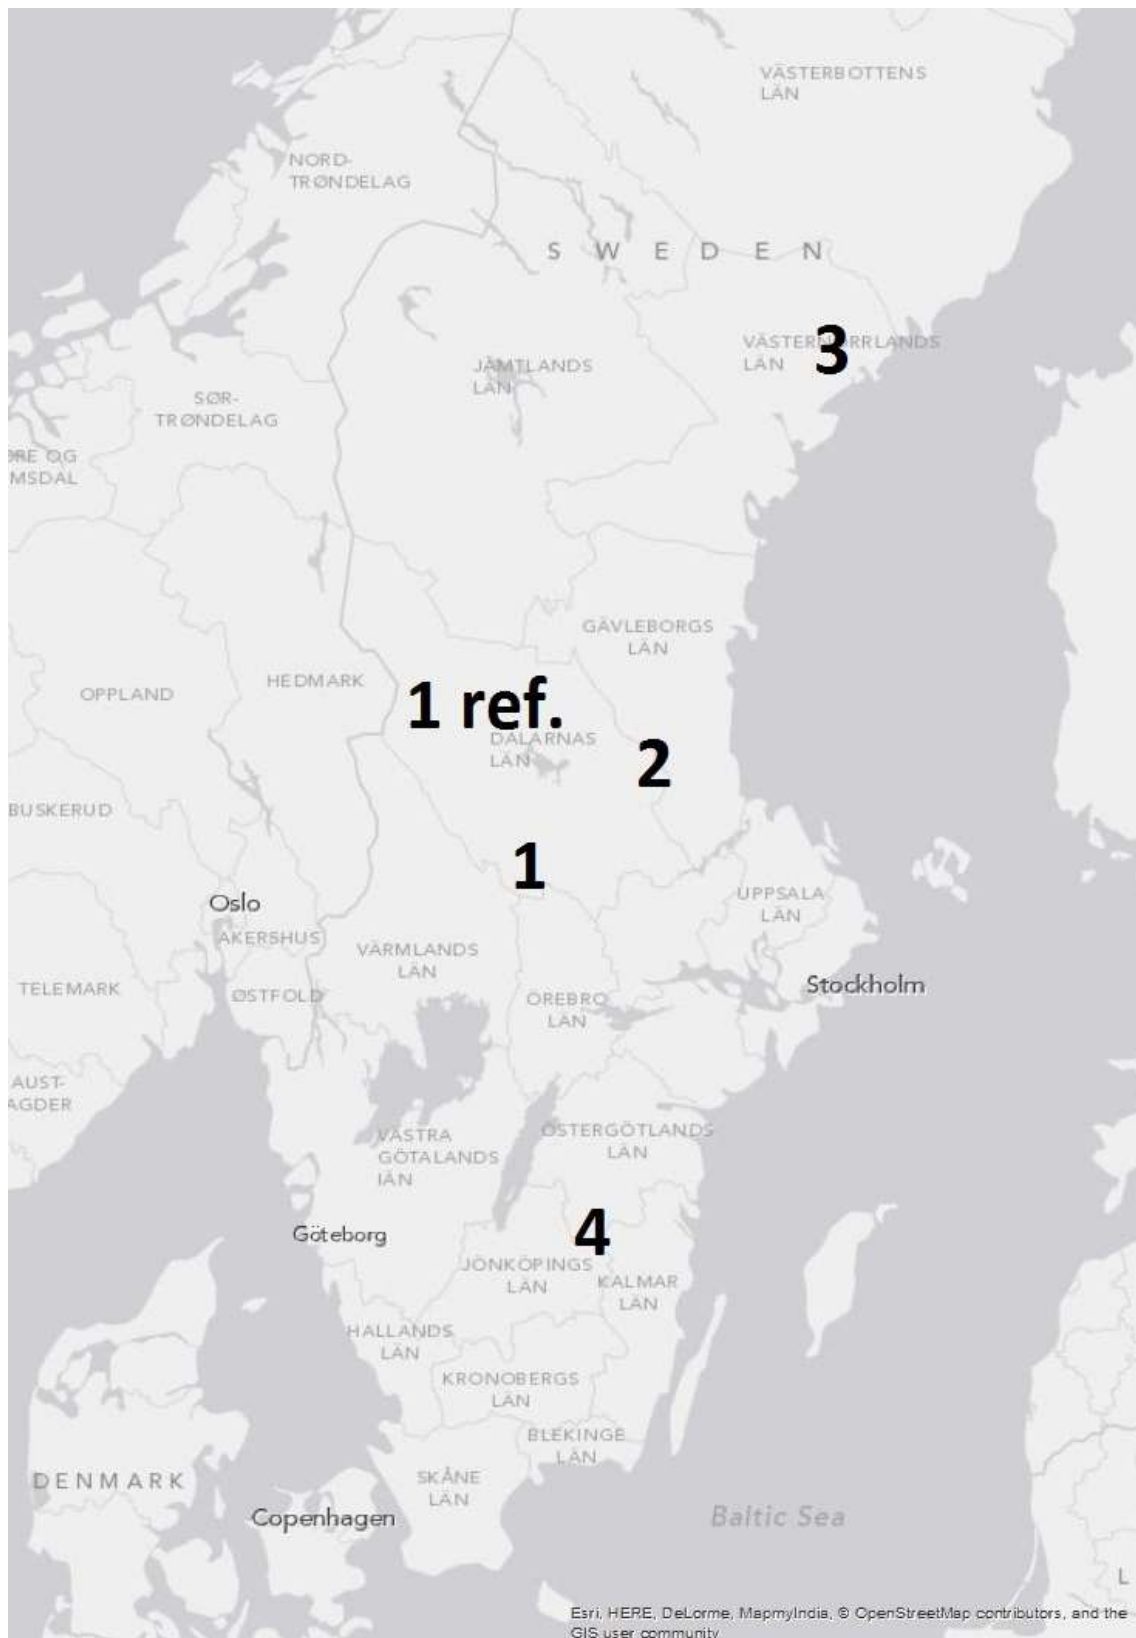 VÄSTERBOTTENS
LÄN
NORD-
TRØNDELAG
S W E D E N
VÄSTERNORRLANDS
LÄN
3
JÄMTLANDS
LÄN
SØR-
TRØNDELAG
ØRE OG
MSDAL
GÄVLEBORGS
LÄN
HEDMARK
OPPLAND
1 ref.
DALARNAS
LÄN
2
BUSKERUD
1
Oslo
AKERSHUS
UPPSALA
LÄN
VÄRMLANDS
LÄN
TELEMARK
ØSTFOLD
ÖREBRO
LÄN
Stockholm
AUST-
AGDER
VÄSTRA
GÖTALANDS
LÄN
ÖSTERGÖTLANDS
LÄN
Göteborg
4
JÖNKÖPINGS
LÄN
KALMAR
LÄN
HALLANDS
LÄN
KRONOBERGS
LÄN
BLEKINGE
LÄN
SKÅNE
LÄN
DENMARK
Copenhagen
Baltic Sea
L
Esri, HERE, DeLorme, MapmyIndia, © OpenStreetMap contributors, and the
GIS user community